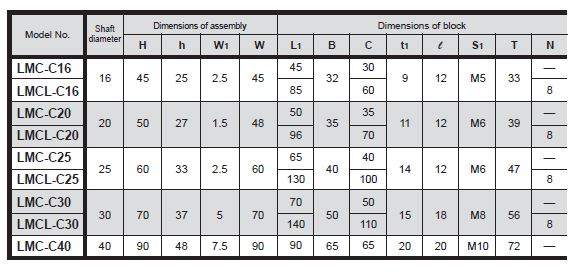 Model No. Shaft diameter Dimensions of assembly Dimensions of block
H h W1 W L1 B C t1 ℓ S1 T N
LMC-C16 16 45 25 2.5 45 45 32 30 9 12 M5 33 —
LMCL-C16 85 60 8
LMC-C20 20 50 27 1.5 48 50 35 35 11 12 M6 39 —
LMCL-C20 96 70 8
LMC-C25 25 60 33 2.5 60 65 40 40 14 12 M6 47 —
LMCL-C25 130 100 8
LMC-C30 30 70 37 5 70 70 50 50 15 18 M8 56 —
LMCL-C30 140 110 8
LMC-C40 40 90 48 7.5 90 90 65 65 20 20 M10 72 —